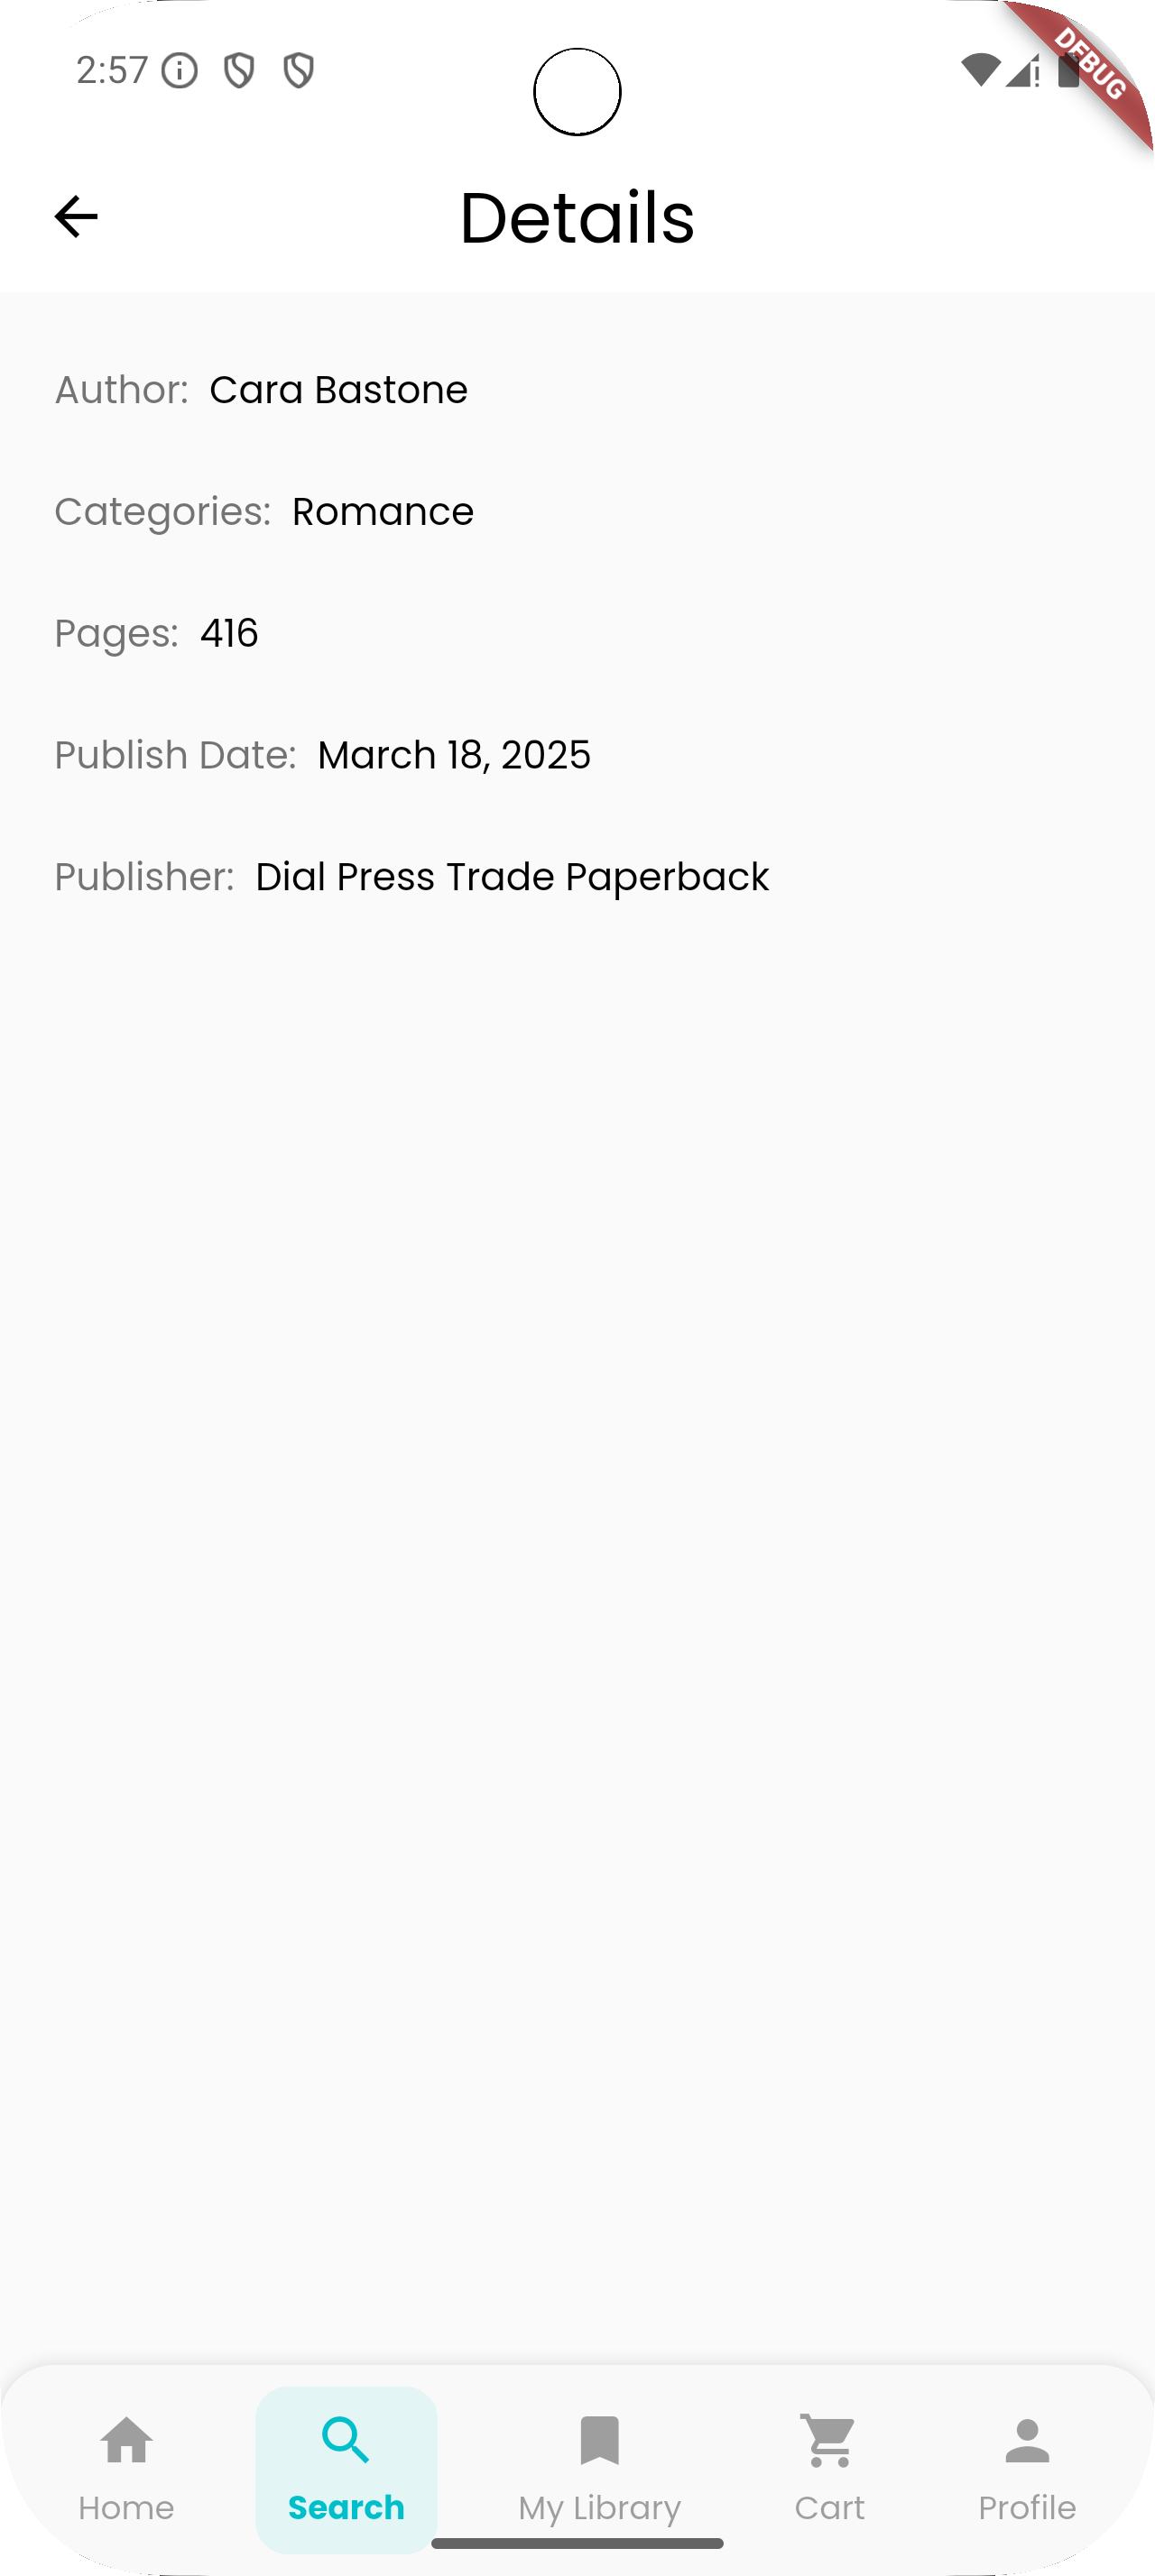 2:57
DEBUG
Details
Author: Cara Bastone
Categories: Romance
Pages: 416
Publish Date: March 18, 2025
Publisher: Dial Press Trade Paperback
Home Search My Library Cart Profile